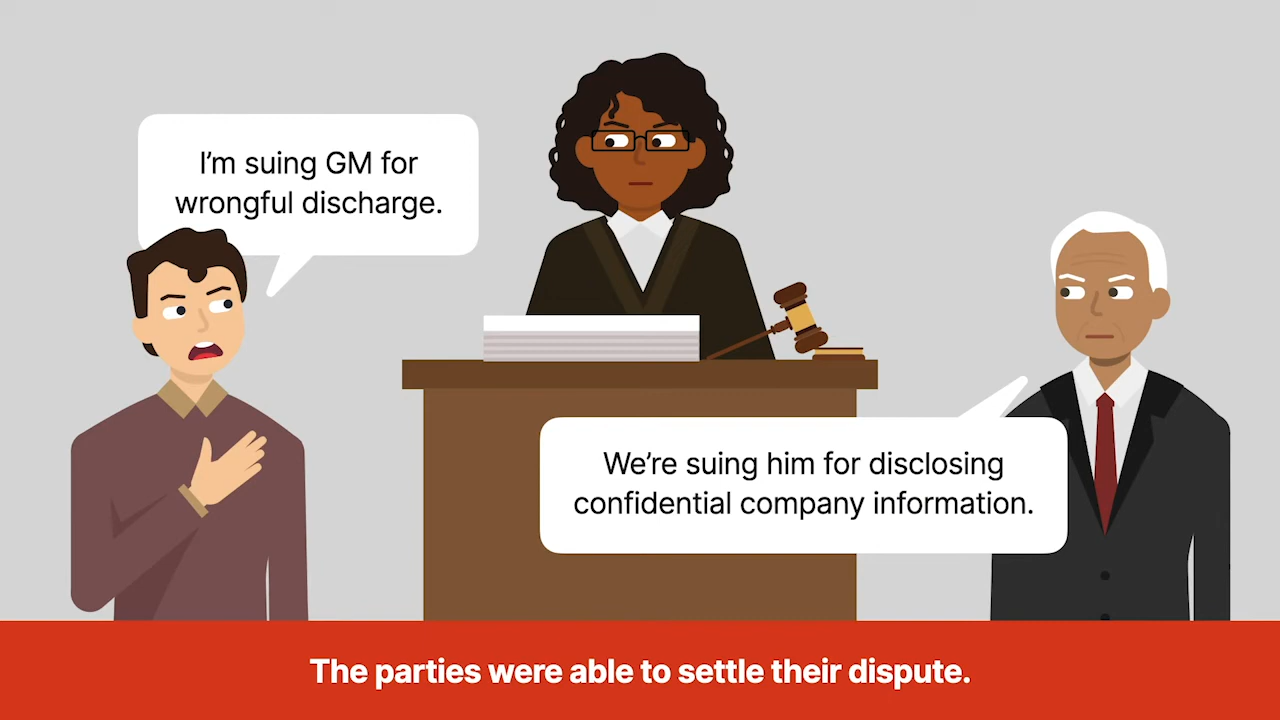 I’m suing GM for
wrongful discharge.
We’re suing him for disclosing
confidential company information.
The parties were able to settle their dispute.